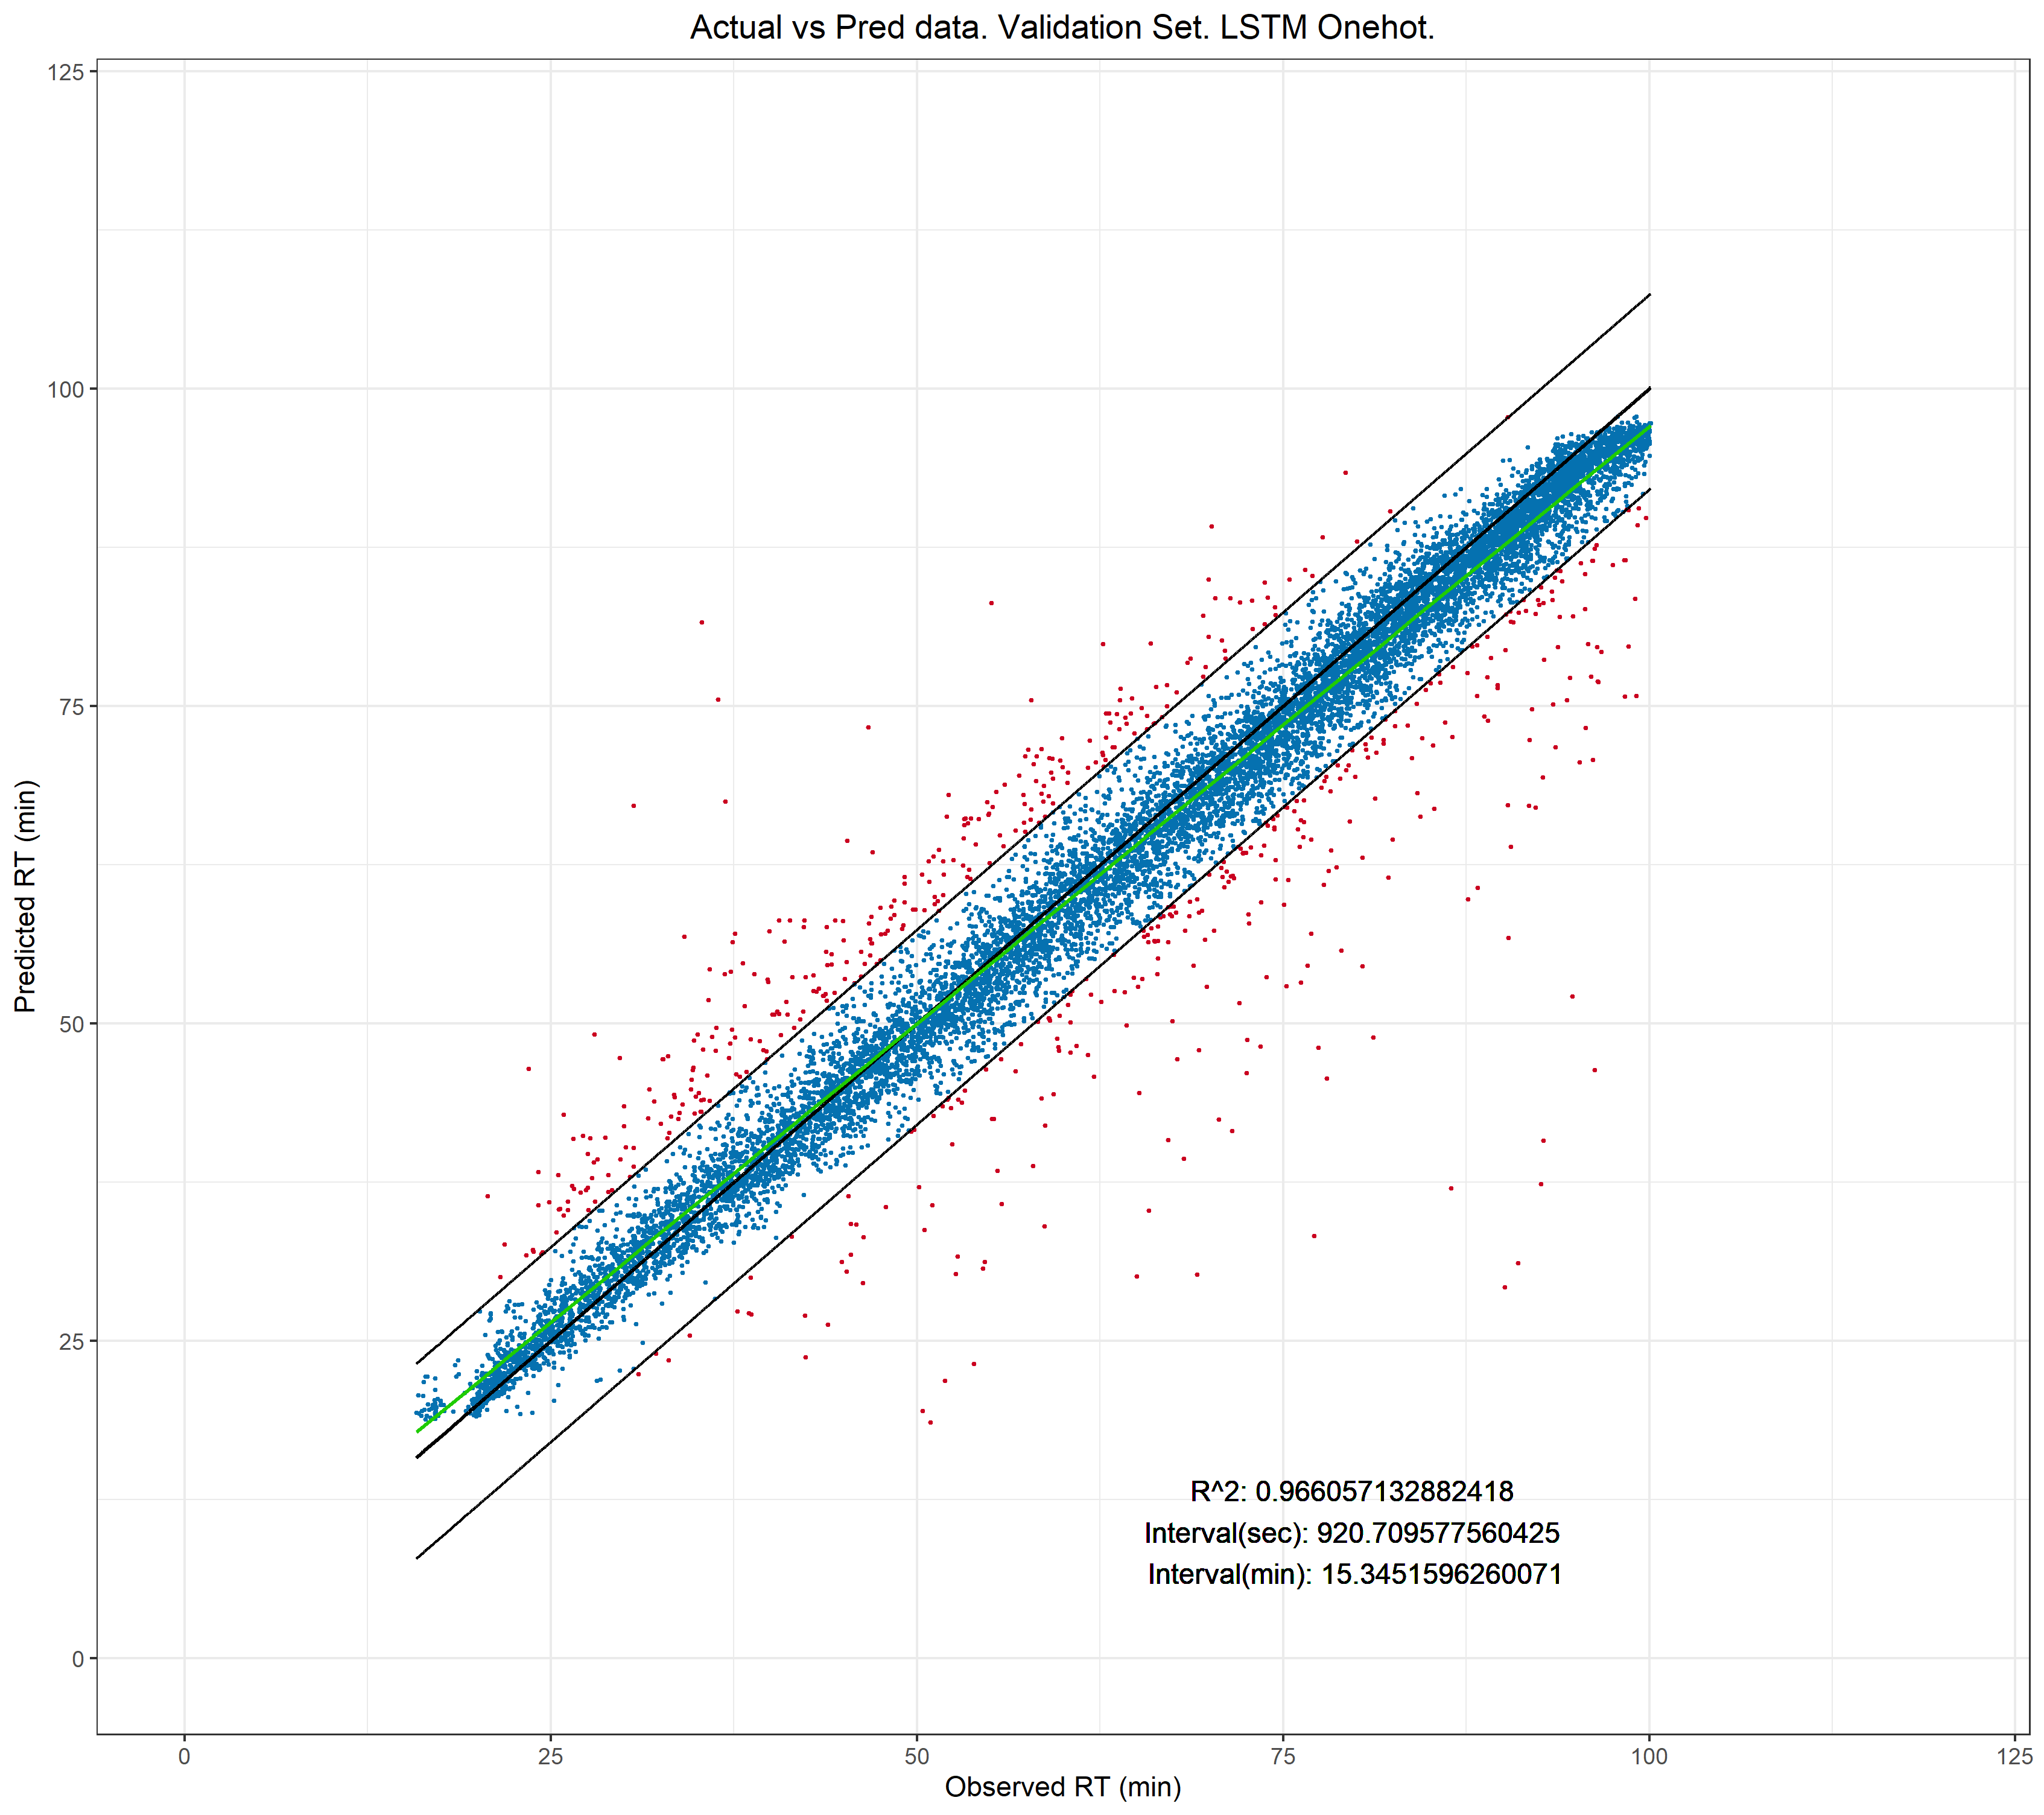 Actual vs Pred data. Validation Set. LSTM Onehot.
125
100
75
50
25
0
Predicted RT (min)
R^2: 0.966057132882418
Interval(sec): 920.709577560425
Interval(min): 15.3451596260071
0 25 50 75 100 125
Observed RT (min)